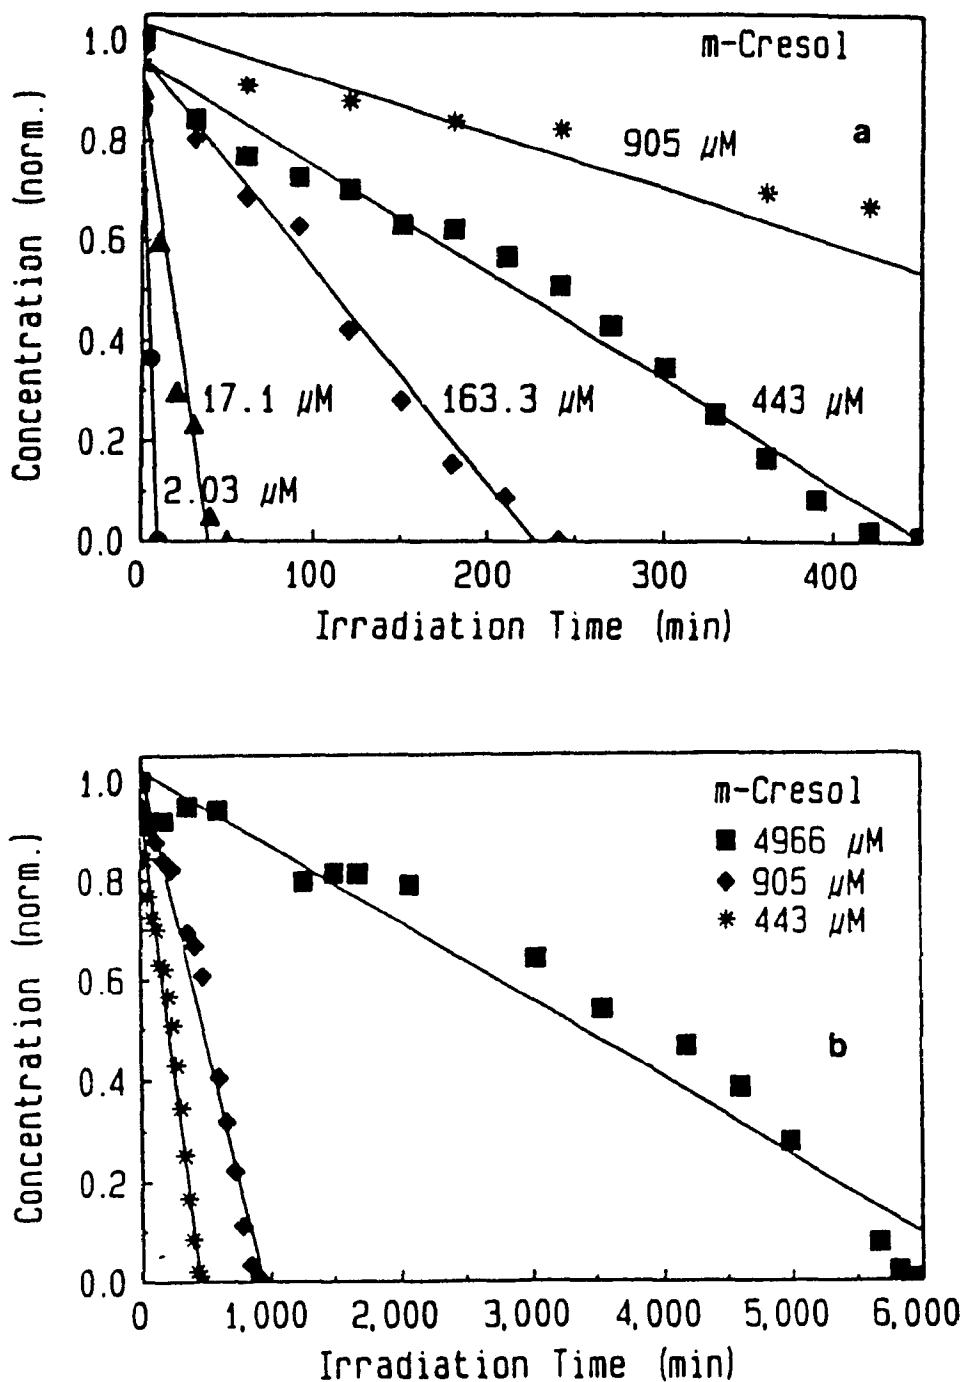 m-Cresol
a
905 μM
17.1 μM
163.3 μM
443 μM
2.03 μM
1.0
0.8
0.6
0.4
0.2
0.0
0
100
200
300
400
Concentration (norm.)
Irradiation Time (min)
m-Cresol
4966 μM
905 μM
443 μM
b
1.0
0.8
0.6
0.4
0.2
0.0
0
1,000
2,000
3,000
4,000
5,000
6,000
Concentration (norm.)
Irradiation Time (min)